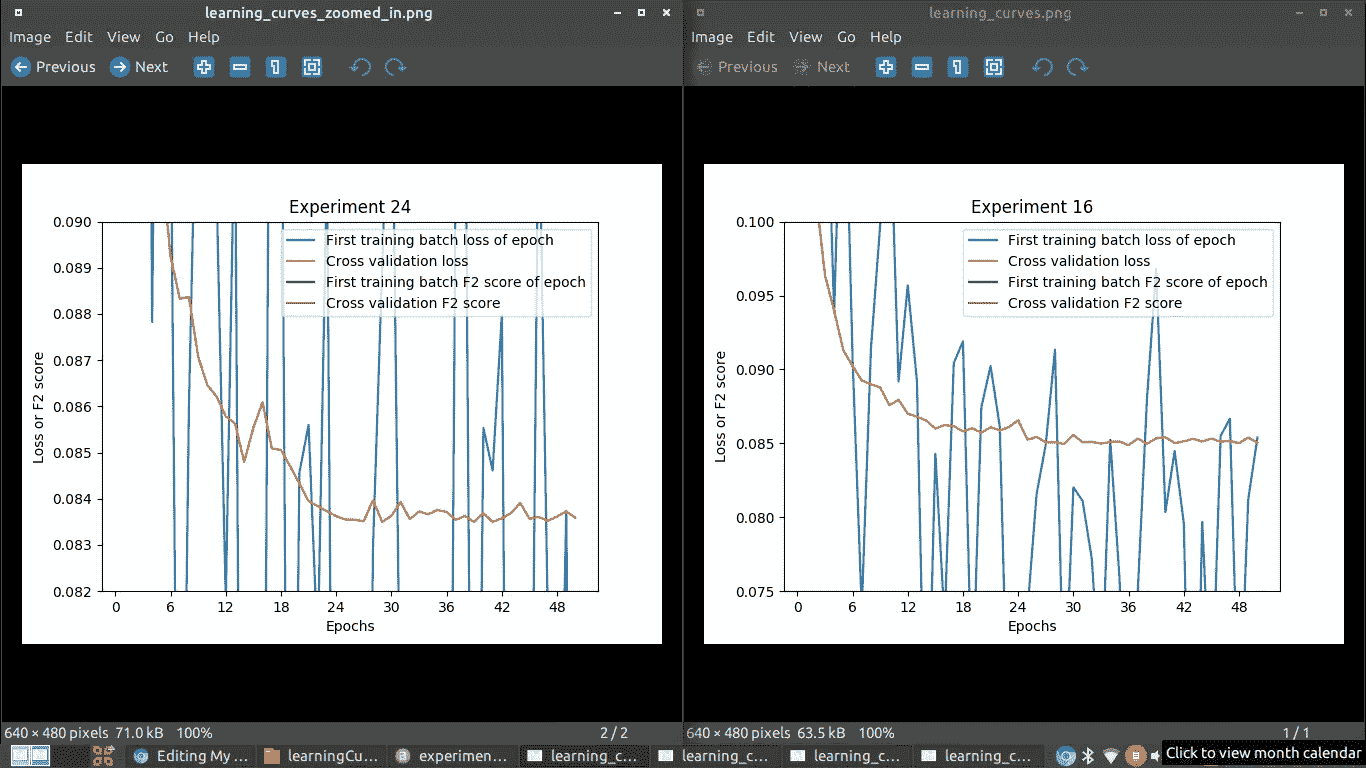 learning_curves_zoomed_in.png
Image Edit View Go Help
Previous Next
0.090
0.089
0.088
0.087
0.086
0.085
0.084
0.083
0.082
Loss or F2 score
Experiment 24
First training batch loss of epoch
Cross validation loss
First training batch F2 score of epoch
Cross validation F2 score
0 6 12 18 24 30 36 42 48
Epochs
640 × 480 pixels 71.0 kB 100% 2 / 2
learning_curves.png
Image Edit View Go Help
Previous Next
0.100
0.095
0.090
0.085
0.080
0.075
Loss or F2 score
Experiment 16
First training batch loss of epoch
Cross validation loss
First training batch F2 score of epoch
Cross validation F2 score
0 6 12 18 24 30 36 42 48
Epochs
640 × 480 pixels 63.5 kB 100% 1 / 1
Editing My ... learningCu... experimen... learning_c... learning_c... learning_c... learning_c...
Click to view month calendar